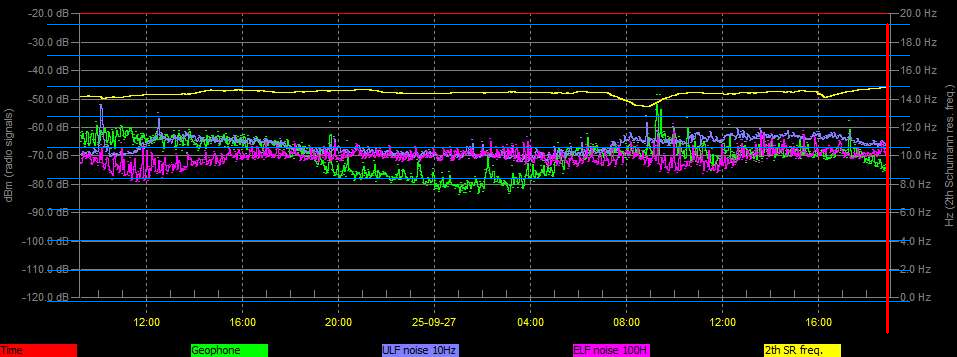 -20.0 dB 20.0 Hz
-30.0 dB 18.0 Hz
-40.0 dB 16.0 Hz
-50.0 dB 14.0 Hz
-60.0 dB 12.0 Hz
-70.0 dB 10.0 Hz
-80.0 dB 8.0 Hz
-90.0 dB 6.0 Hz
-100.0 dB 4.0 Hz
-110.0 dB 2.0 Hz
-120.0 dB 0.0 Hz
dBm (radio signals)
Hz (2th Schumann res. freq.)
12:00 16:00 20:00 25-09-27 04:00 08:00 12:00 16:00
Time Geophone ULF noise 10Hz ELF noise 100H 2th SR freq.